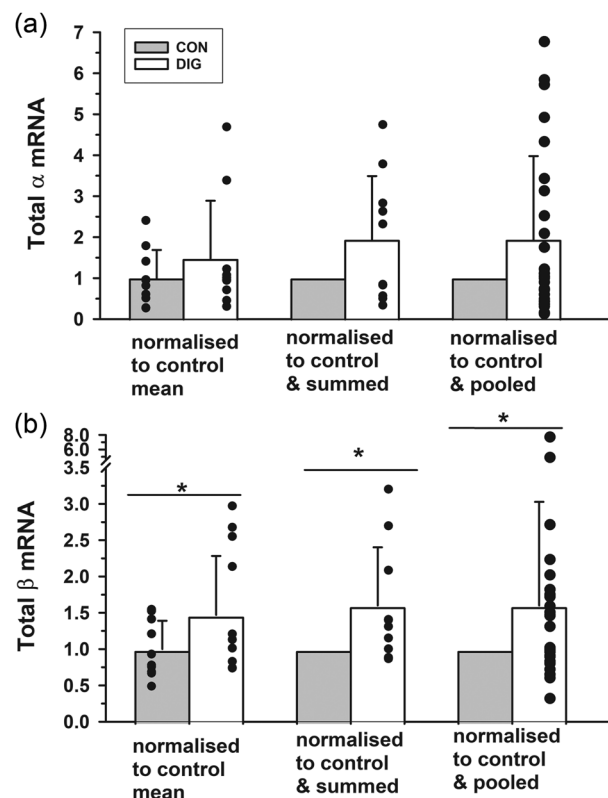 (a)
Total α mRNA
7
6
5
4
3
2
1
0
CON
DIG
normalised
to control
mean
normalised
to control
& summed
normalised
to control
& pooled
(b)
Total β mRNA
8.0
6.0
3.5
3.0
2.5
2.0
1.5
1.0
0.5
0.0
*
*
*
normalised
to control
mean
normalised
to control
& summed
normalised
to control
& pooled